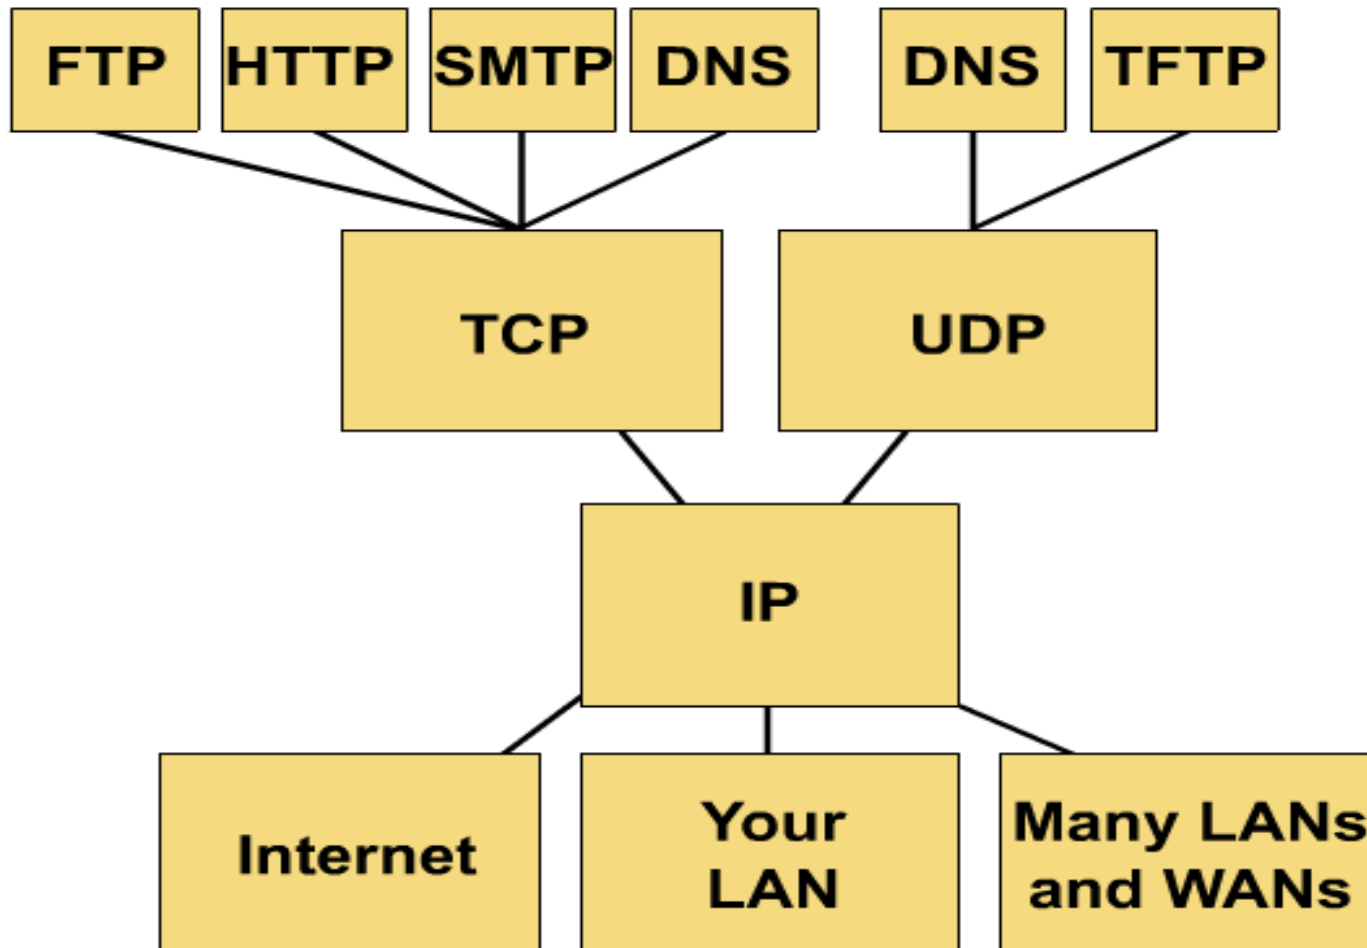 FTP
HTTP
SMTP
DNS
DNS
TFTP
TCP
UDP
IP
Internet
Your
LAN
Many LANs
and WANs